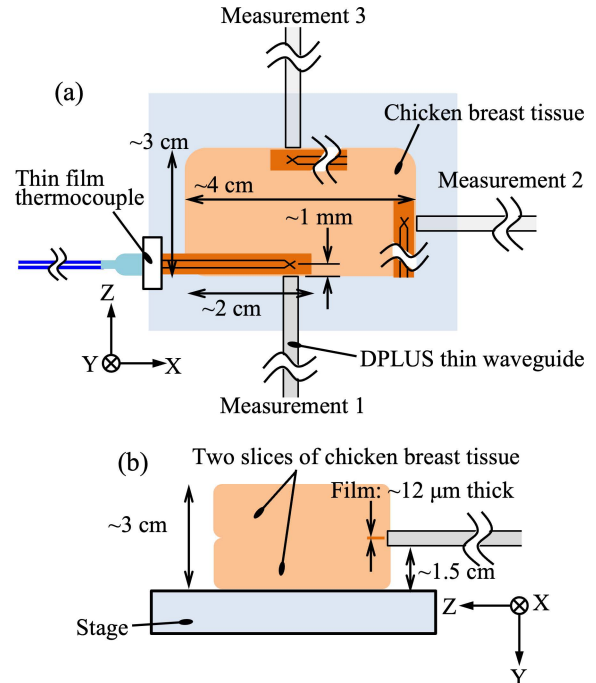 Measurement 3
(a)
Chicken breast tissue
~3 cm
Thin film
thermocouple
~4 cm
Measurement 2
~1 mm
~2 cm
Z
Y
X
DPLUS thin waveguide
Measurement 1
(b)
Two slices of chicken breast tissue
Film: ~12 μm thick
~3 cm
~1.5 cm
Z
X
Stage
Y